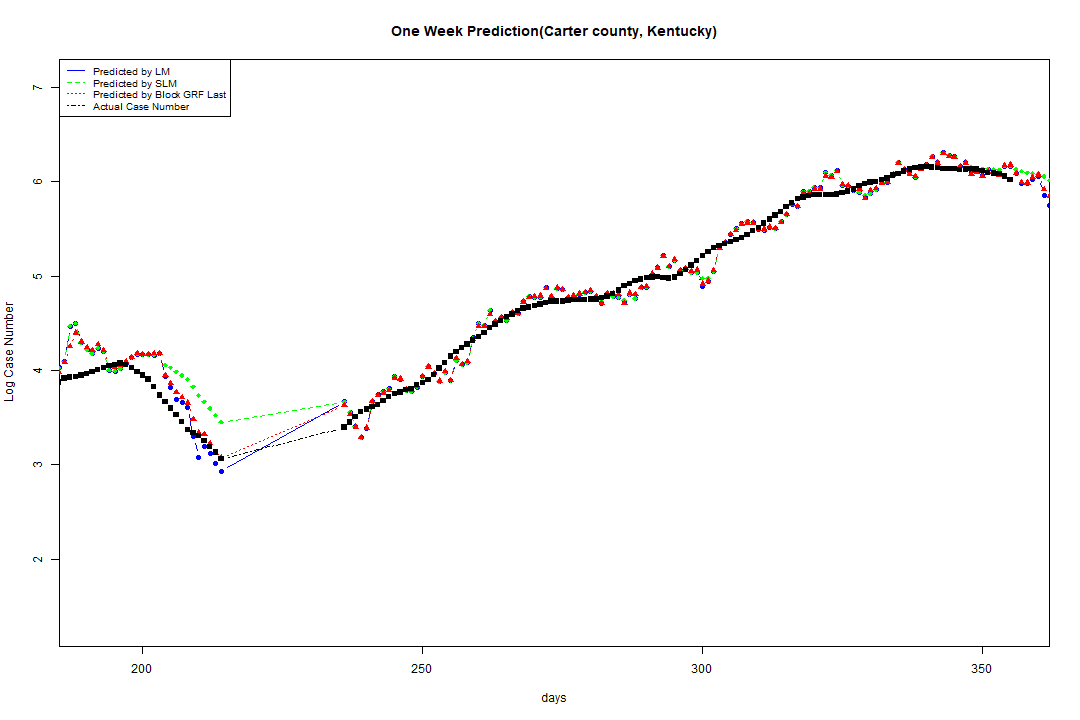 One Week Prediction(Carter county, Kentucky)
Predicted by LM
Predicted by SLM
Predicted by Block GRF Last
Actual Case Number
7
6
5
4
3
2
Log Case Number
200 250 300 350
days